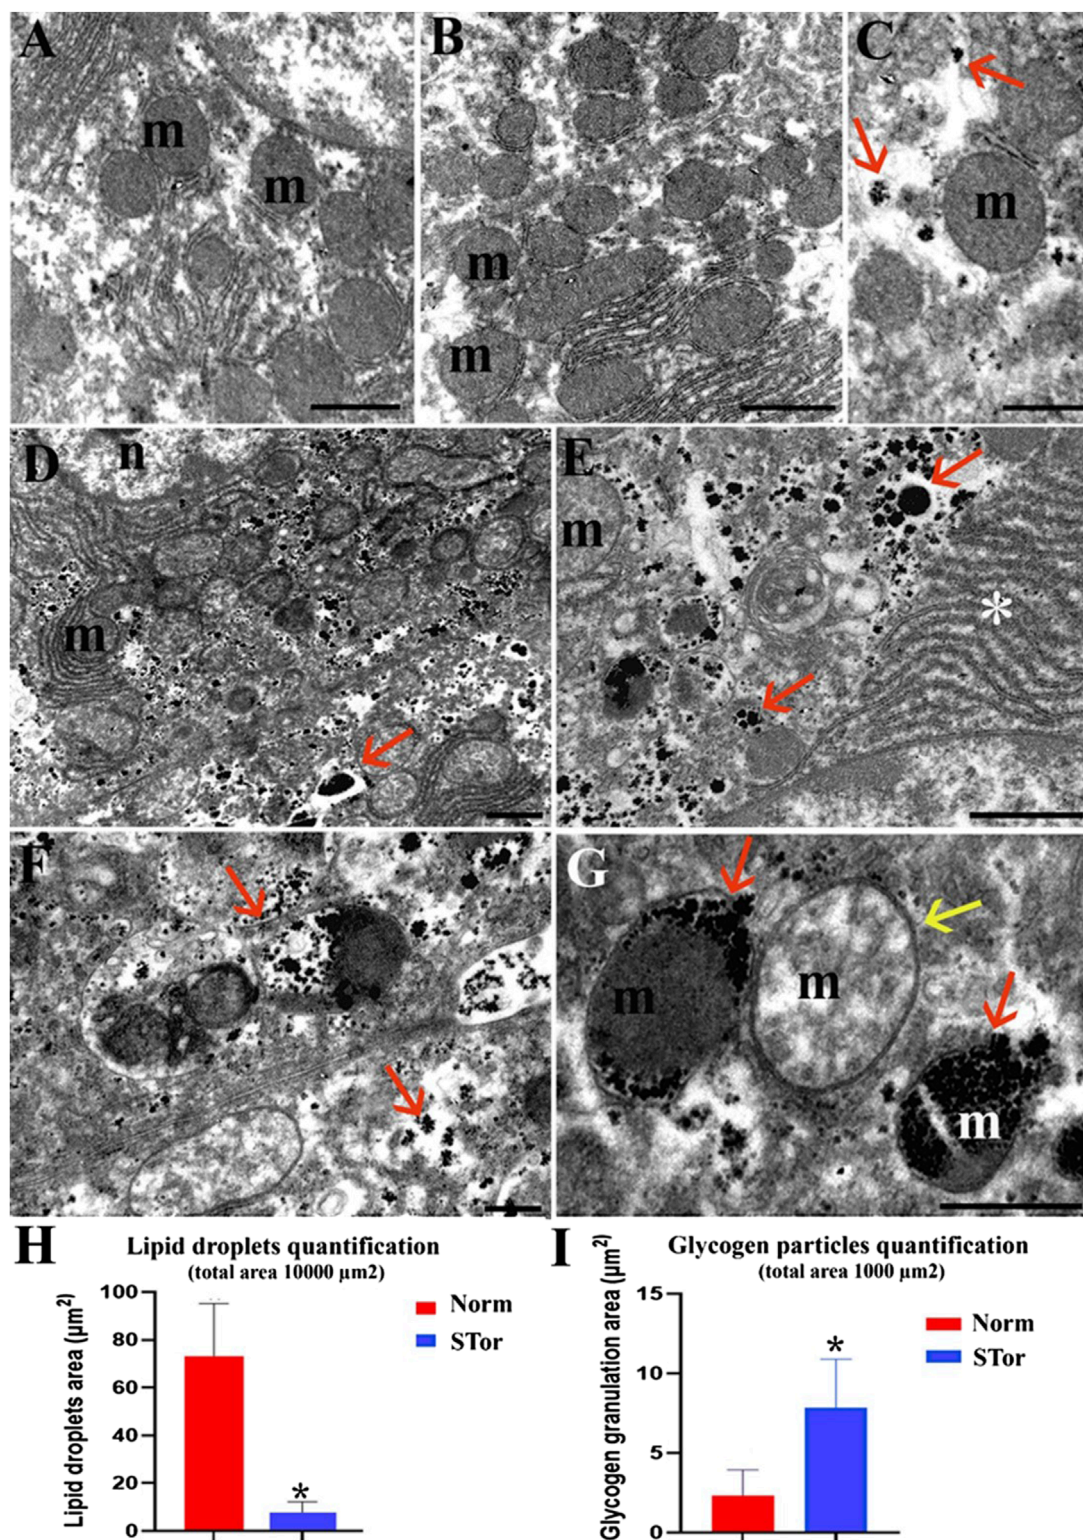 A
B
C
m
m
m
m
m
D
n
m
E
m
*
F
G
m
m
m
H
Lipid droplets quantification
(total area 10000 µm2)
Lipid droplets area (µm²)
100
80
60
40
20
0
*
Norm
STor
I
Glycogen particles quantification
(total area 1000 µm2)
Glycogen granulation area (µm²)
15
10
5
0
*
Norm
STor